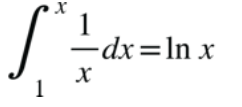 ∫₁ˣ 1/x dx = ln x